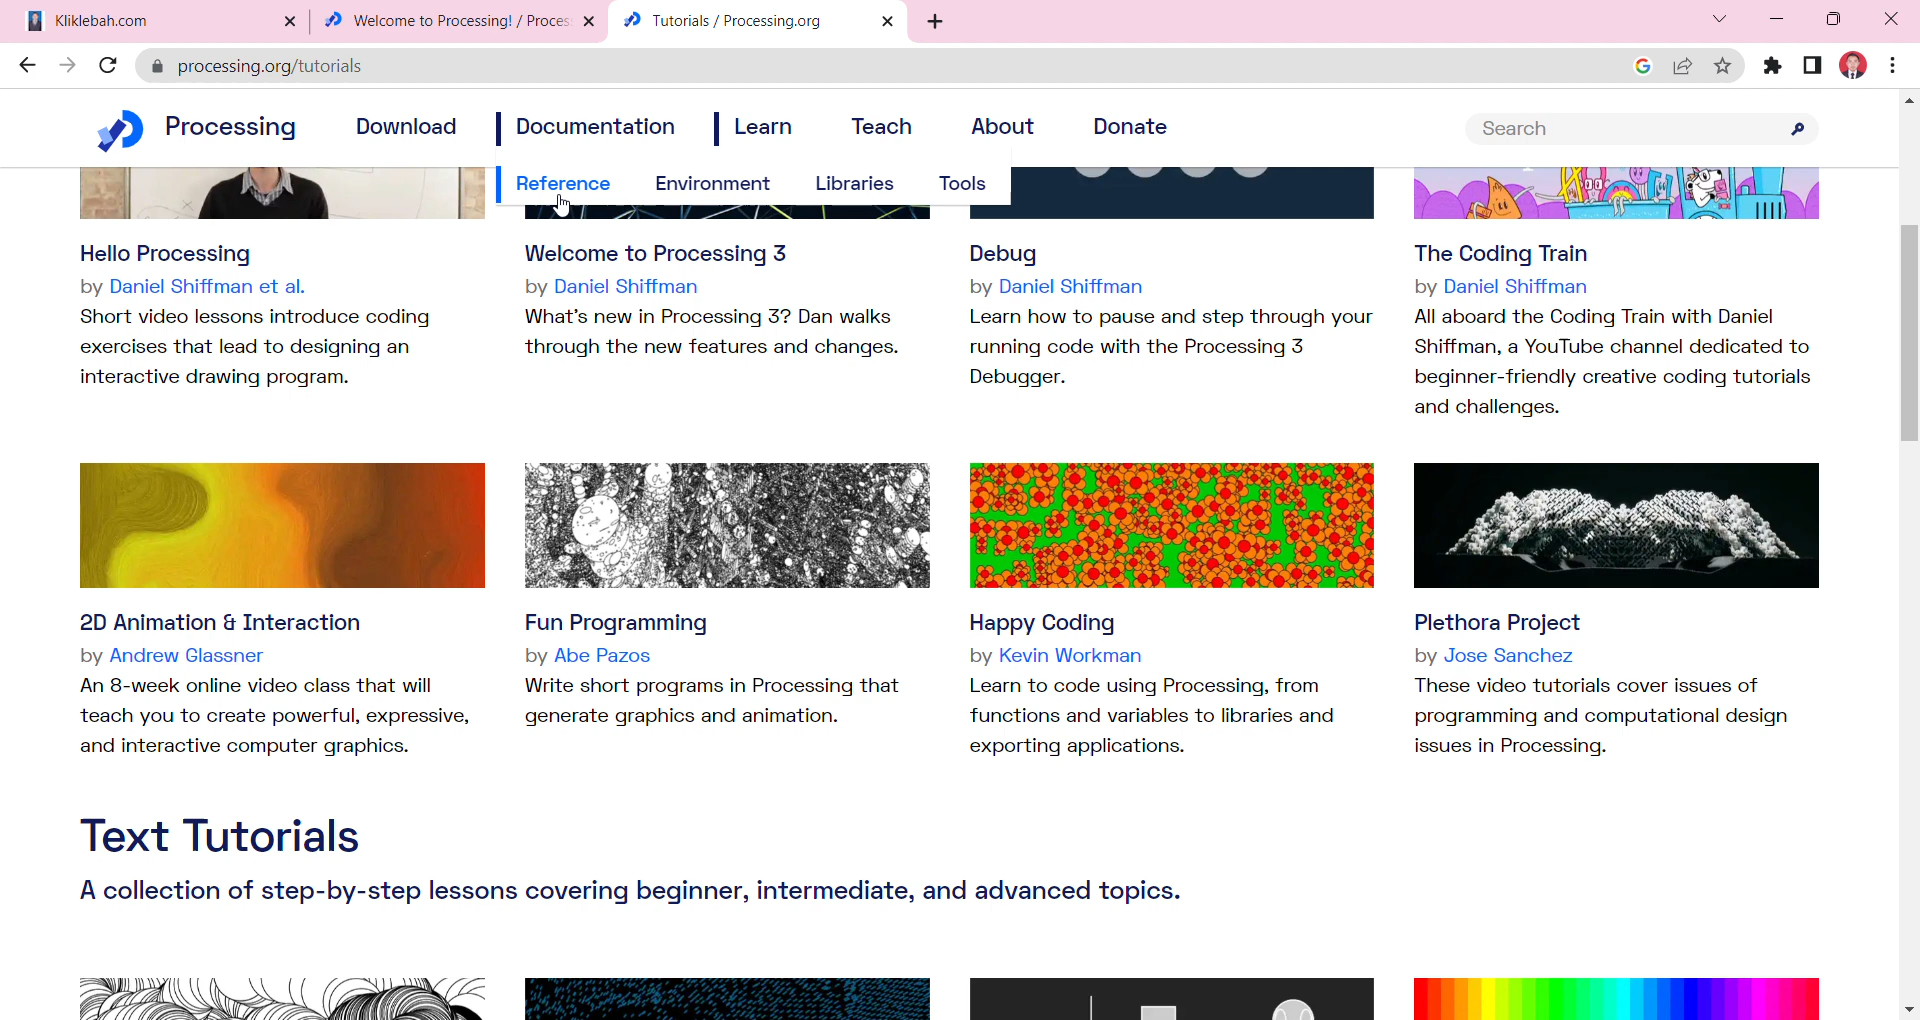 Kliklebah.com
Welcome to Processing! / Proces
Tutorials / Processing.org
processing.org/tutorials
Processing
Download
Documentation
Learn
Teach
About
Donate
Search
Reference
Environment
Libraries
Tools
Hello Processing
by Daniel Shiffman et al.
Short video lessons introduce coding
exercises that lead to designing an
interactive drawing program.
Welcome to Processing 3
by Daniel Shiffman
What's new in Processing 3? Dan walks
through the new features and changes.
Debug
by Daniel Shiffman
Learn how to pause and step through your
running code with the Processing 3
Debugger.
The Coding Train
by Daniel Shiffman
All aboard the Coding Train with Daniel
Shiffman, a YouTube channel dedicated to
beginner-friendly creative coding tutorials
and challenges.
2D Animation & Interaction
by Andrew Glassner
An 8-week online video class that will
teach you to create powerful, expressive,
and interactive computer graphics.
Fun Programming
by Abe Pazos
Write short programs in Processing that
generate graphics and animation.
Happy Coding
by Kevin Workman
Learn to code using Processing, from
functions and variables to libraries and
exporting applications.
Plethora Project
by Jose Sanchez
These video tutorials cover issues of
programming and computational design
issues in Processing.
Text Tutorials
A collection of step-by-step lessons covering beginner, intermediate, and advanced topics.